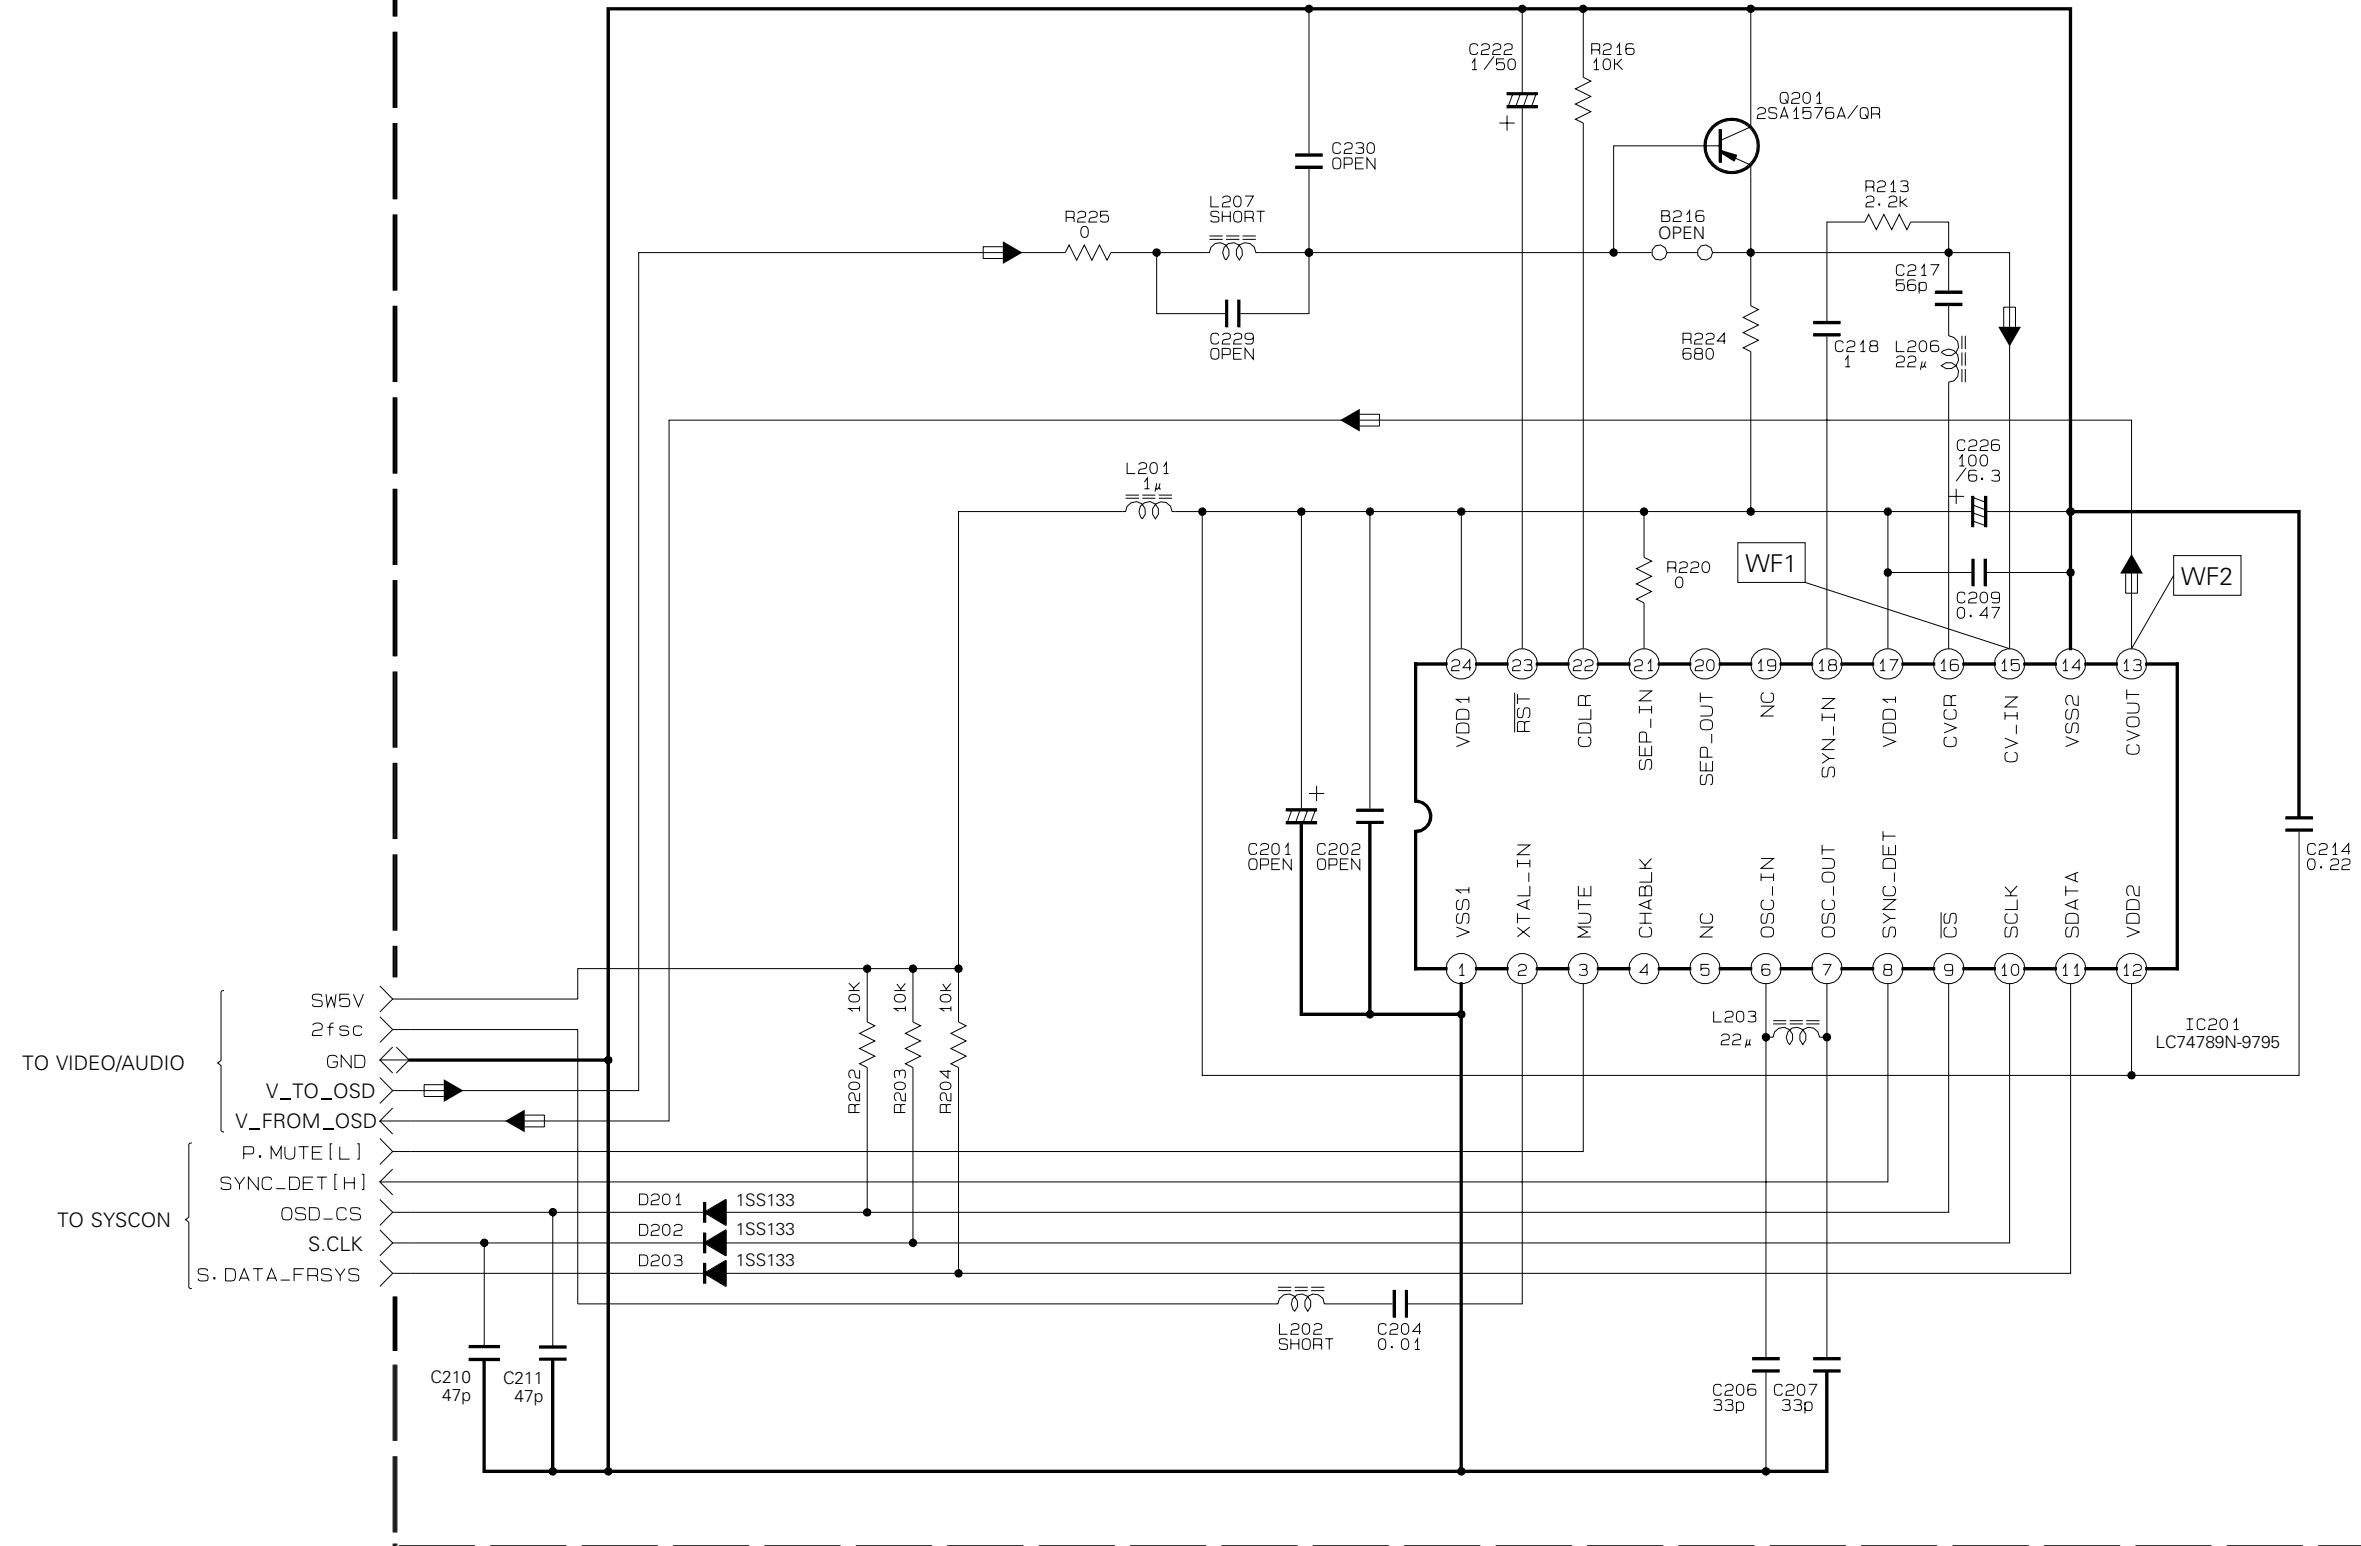 C222
1/50
R216
10K
Q201
2SA1576A/QR
C230
OPEN
R213
2.2k
L207
SHORT
R225
0
B216
OPEN
C217
56p
C229
OPEN
R224
680
C218
1
L206
22μ
C226
100
/6.3
+
+
L201
1μ
R220
0
WF1
WF2
C209
0.47
24
23
22
21
20
19
18
17
16
15
14
13
VDD1
RST
CDLR
SEP_IN
SEP_OUT
NC
SYN_IN
VDD1
CVCR
CV_IN
VSS2
CVOUT
+
C201
OPEN
C202
OPEN
C214
0.22
VSS1
XTAL_IN
MUTE
CHABLK
NC
OSC_IN
OSC_OUT
SYNC_DET
CS
SCLK
SDATA
VDD2
1
2
3
4
5
6
7
8
9
10
11
12
IC201
LC74789N-9795
L203
22μ
10K
10k
10k
R202
R203
R204
TO VIDEO/AUDIO
SW5V
2fsc
GND
V_TO_OSD
V_FROM_OSD
TO SYSCON
P.MUTE[L]
SYNC_DET[H]
OSD_CS
S.CLK
S.DATA_FRSYS
D201
1SS133
D202
1SS133
D203
1SS133
L202
SHORT
C204
0.01
C210
47p
C211
47p
C206
33p
C207
33p